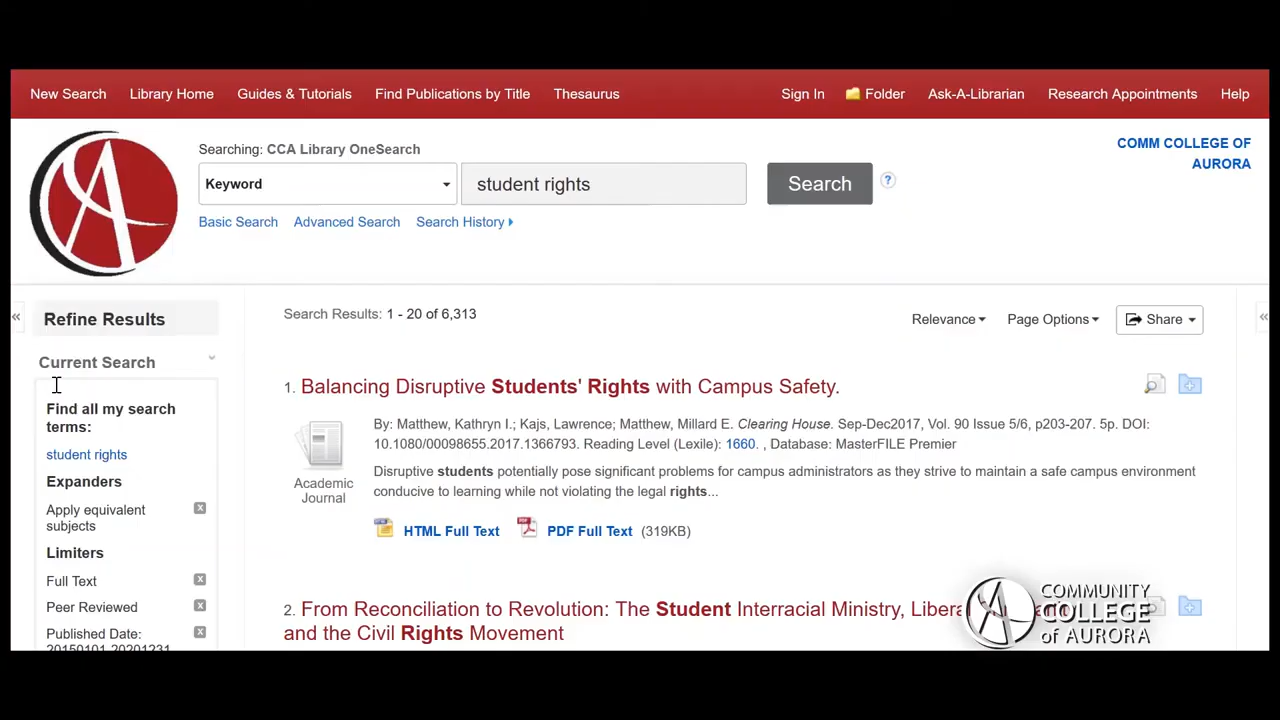 New Search Library Home Guides & Tutorials Find Publications by Title Thesaurus Sign In Folder Ask-A-Librarian Research Appointments Help
Searching: CCA Library OneSearch
COMM COLLEGE OF
AURORA
Keyword student rights Search ?
Basic Search Advanced Search Search History
Refine Results
Current Search
Find all my search
terms:
student rights
Expanders
Apply equivalent
subjects
Limiters
Full Text
Peer Reviewed
Published Date:
20150101-20201231
Search Results: 1 - 20 of 6,313
Relevance Page Options Share
1. Balancing Disruptive Students' Rights with Campus Safety.
By: Matthew, Kathryn I.; Kajs, Lawrence; Matthew, Millard E. Clearing House. Sep-Dec2017, Vol. 90 Issue 5/6, p203-207. 5p. DOI:
10.1080/00098655.2017.1366793. Reading Level (Lexile): 1660. , Database: MasterFILE Premier
Academic
Journal
Disruptive students potentially pose significant problems for campus administrators as they strive to maintain a safe campus environment
conducive to learning while not violating the legal rights...
HTML Full Text PDF Full Text (319KB)
2. From Reconciliation to Revolution: The Student Interracial Ministry,
and the Civil Rights Movement
COMMUNITY
COLLEGE
of AURORA